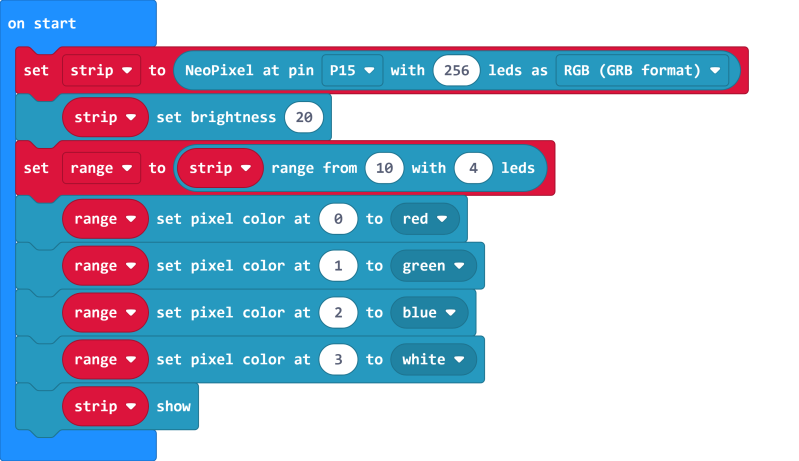 on start
set strip to NeoPixel at pin P15 with 256 leds as RGB (GRB format)
strip set brightness 20
set range to strip range from 10 with 4 leds
range set pixel color at 0 to red
range set pixel color at 1 to green
range set pixel color at 2 to blue
range set pixel color at 3 to white
strip show